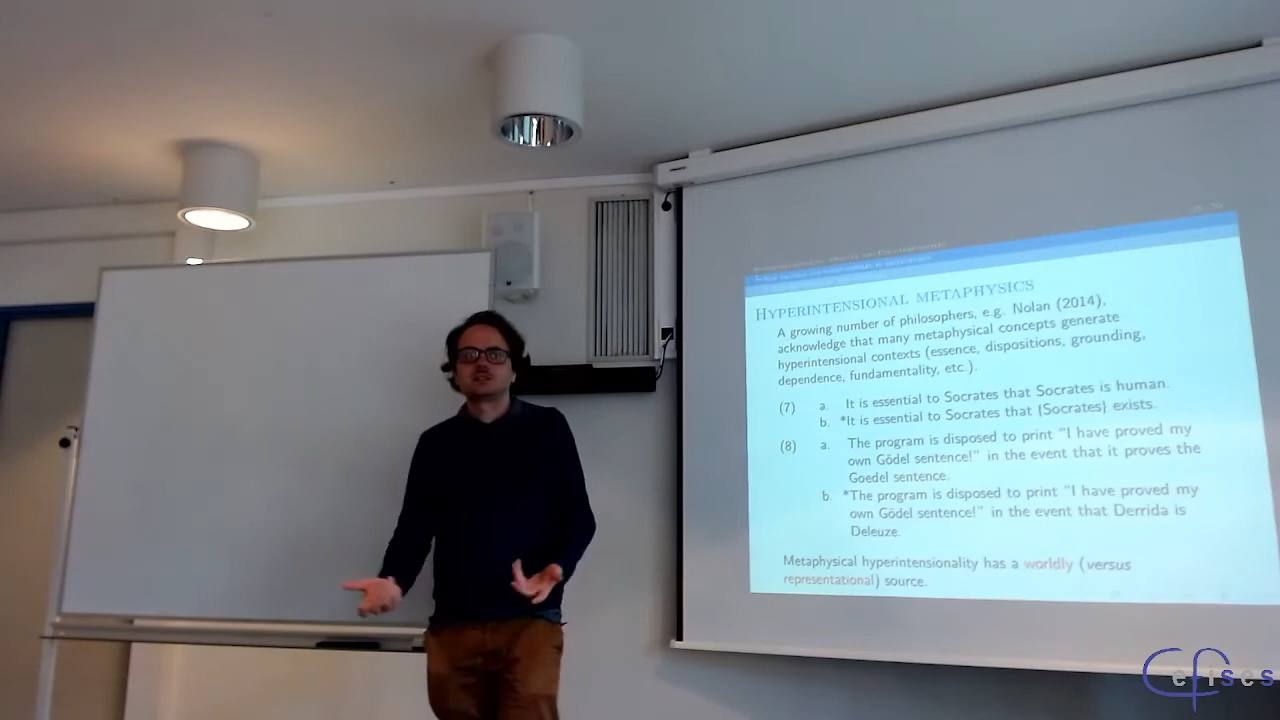 HYPERINTENSIONAL METAPHYSICS
A growing number of philosophers, e.g. Nolan (2014),
acknowledge that many metaphysical concepts generate
hyperintensional contexts (essence, dispositions, grounding,
dependence, fundamentality, etc.).
(7) a. It is essential to Socrates that Socrates is human.
b. *It is essential to Socrates that {Socrates} exists.
(8) a. The program is disposed to print "I have proved my
own Gödel sentence!" in the event that it proves the
Goedel sentence.
b. *The program is disposed to print "I have proved my
own Gödel sentence!" in the event that Derrida is
Deleuze.
Metaphysical hyperintensionality has a worldly (versus
representational) source.
Cefises